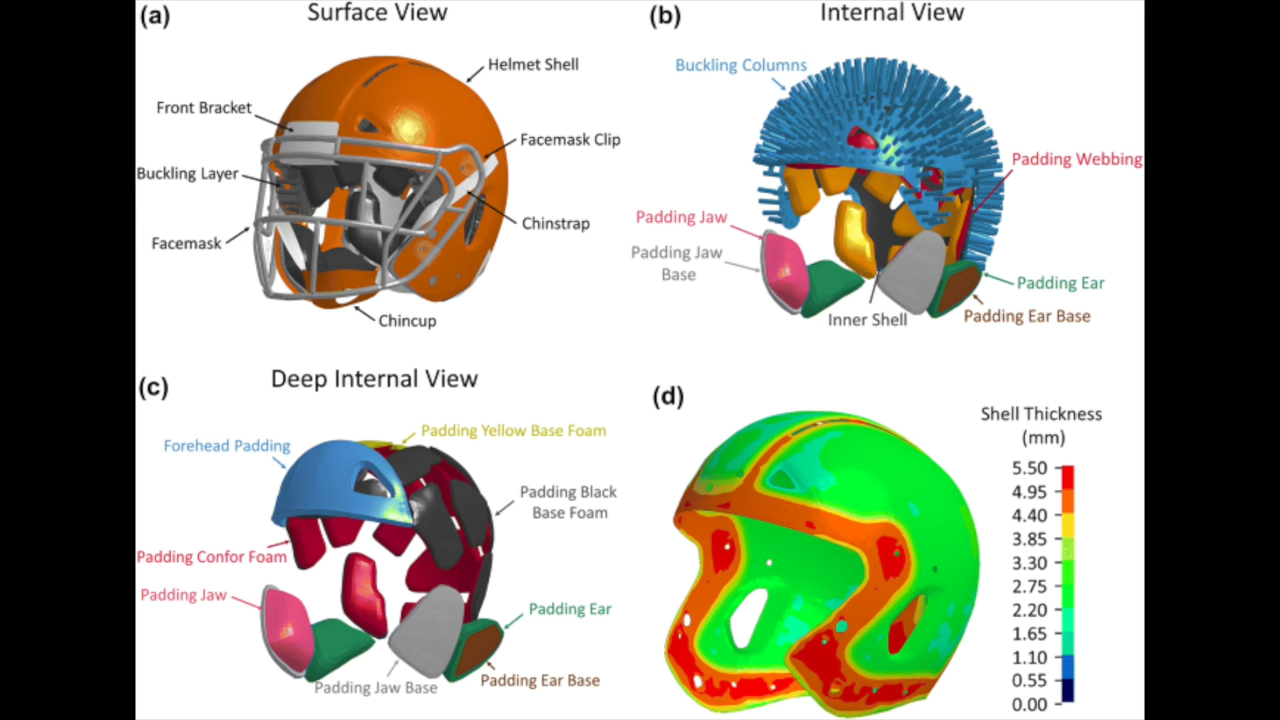 (a)
Surface View
Helmet Shell
Front Bracket
Facemask Clip
Buckling Layer
Chinstrap
Facemask
Chincup
(b)
Internal View
Buckling Columns
Padding Webbing
Padding Jaw
Padding Jaw
Base
Padding Ear
Inner Shell
Padding Ear Base
(c)
Deep Internal View
Padding Yellow Base Foam
Forehead Padding
Padding Black
Base Foam
Padding Confor Foam
Padding Jaw
Padding Ear
Padding Jaw Base
Padding Ear Base
(d)
Shell Thickness
(mm)
5.50
4.95
4.40
3.85
3.30
2.75
2.20
1.65
1.10
0.55
0.00